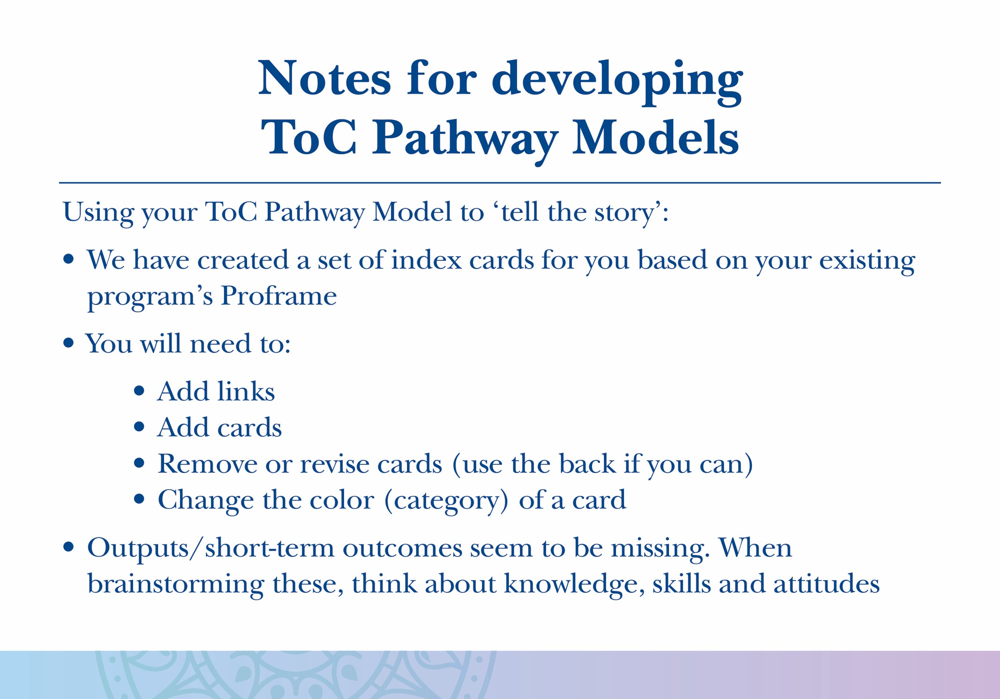 Notes for developing
ToC Pathway Models
Using your ToC Pathway Model to ‘tell the story’:
• We have created a set of index cards for you based on your existing
program’s Proframe
• You will need to:
• Add links
• Add cards
• Remove or revise cards (use the back if you can)
• Change the color (category) of a card
• Outputs/short-term outcomes seem to be missing. When
brainstorming these, think about knowledge, skills and attitudes